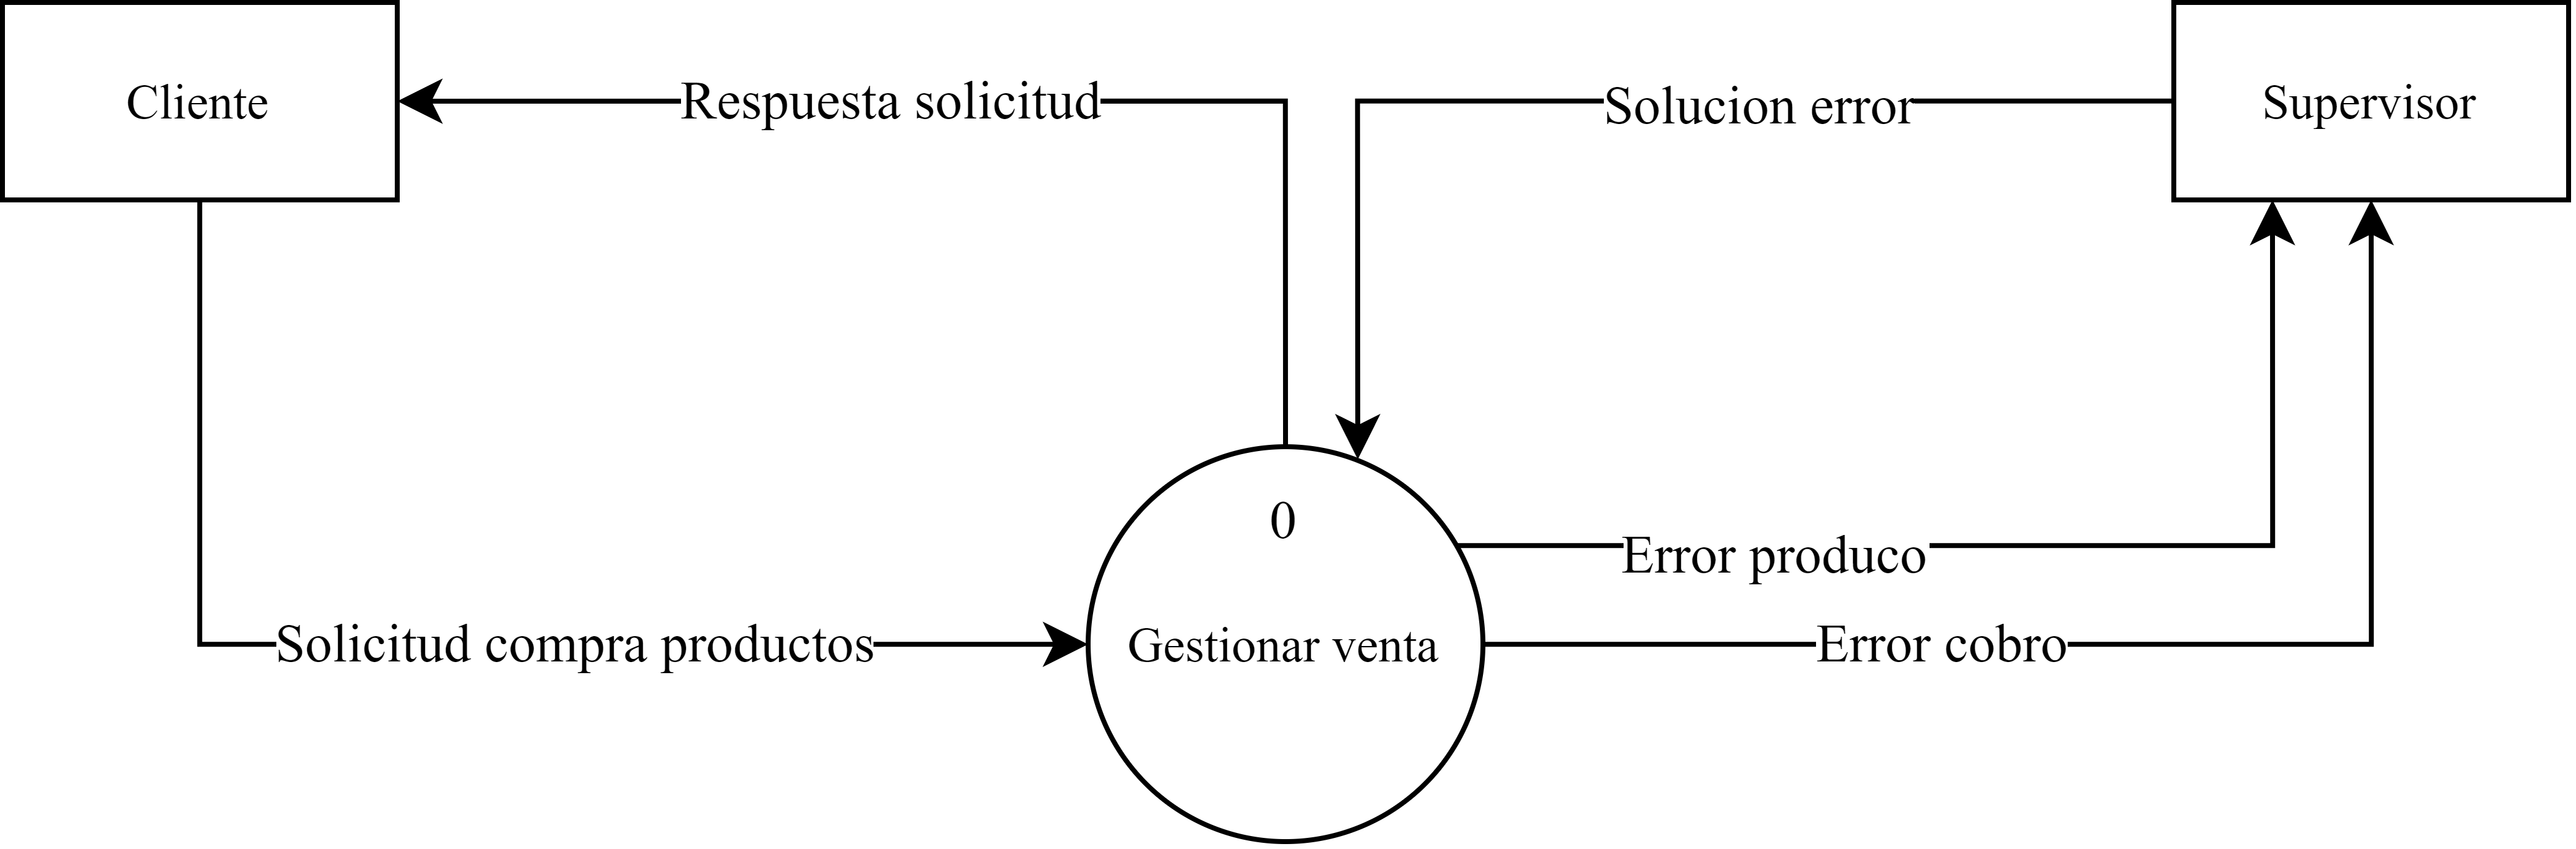 Cliente
Respuesta solicitud
Solucion error
Supervisor
0
Error produco
Solicitud compra productos
Gestionar venta
Error cobro